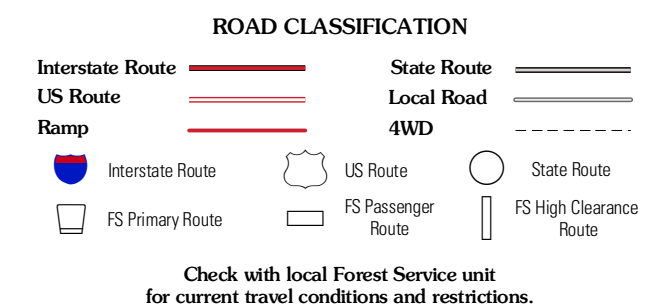 ROAD CLASSIFICATION
Interstate Route
State Route
US Route
Local Road
Ramp
4WD
Interstate Route
US Route
State Route
FS Primary Route
FS Passenger
Route
FS High Clearance
Route
Check with local Forest Service unit
for current travel conditions and restrictions.